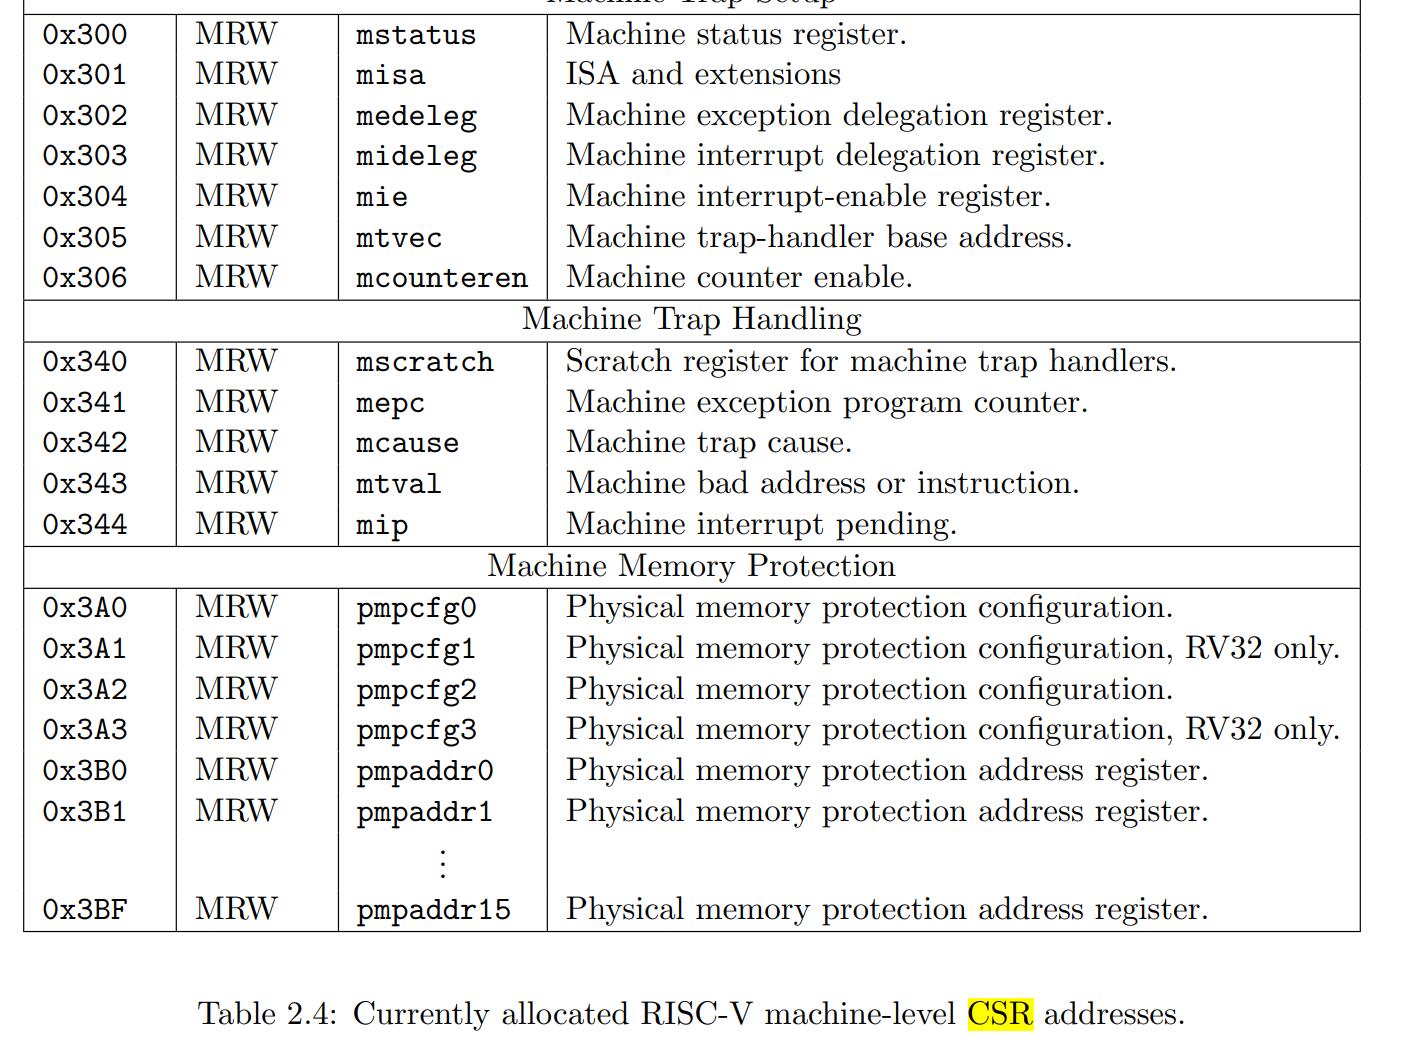 Machine Trap Setup
0x300 MRW mstatus Machine status register.
0x301 MRW misa ISA and extensions
0x302 MRW medeleg Machine exception delegation register.
0x303 MRW mideleg Machine interrupt delegation register.
0x304 MRW mie Machine interrupt-enable register.
0x305 MRW mtvec Machine trap-handler base address.
0x306 MRW mcounteren Machine counter enable.
Machine Trap Handling
0x340 MRW mscratch Scratch register for machine trap handlers.
0x341 MRW mepc Machine exception program counter.
0x342 MRW mcause Machine trap cause.
0x343 MRW mtval Machine bad address or instruction.
0x344 MRW mip Machine interrupt pending.
Machine Memory Protection
0x3A0 MRW pmpcfg0 Physical memory protection configuration.
0x3A1 MRW pmpcfg1 Physical memory protection configuration, RV32 only.
0x3A2 MRW pmpcfg2 Physical memory protection configuration.
0x3A3 MRW pmpcfg3 Physical memory protection configuration, RV32 only.
0x3B0 MRW pmpaddr0 Physical memory protection address register.
0x3B1 MRW pmpaddr1 Physical memory protection address register.
⋮
0x3BF MRW pmpaddr15 Physical memory protection address register.
Table 2.4: Currently allocated RISC-V machine-level CSR addresses.